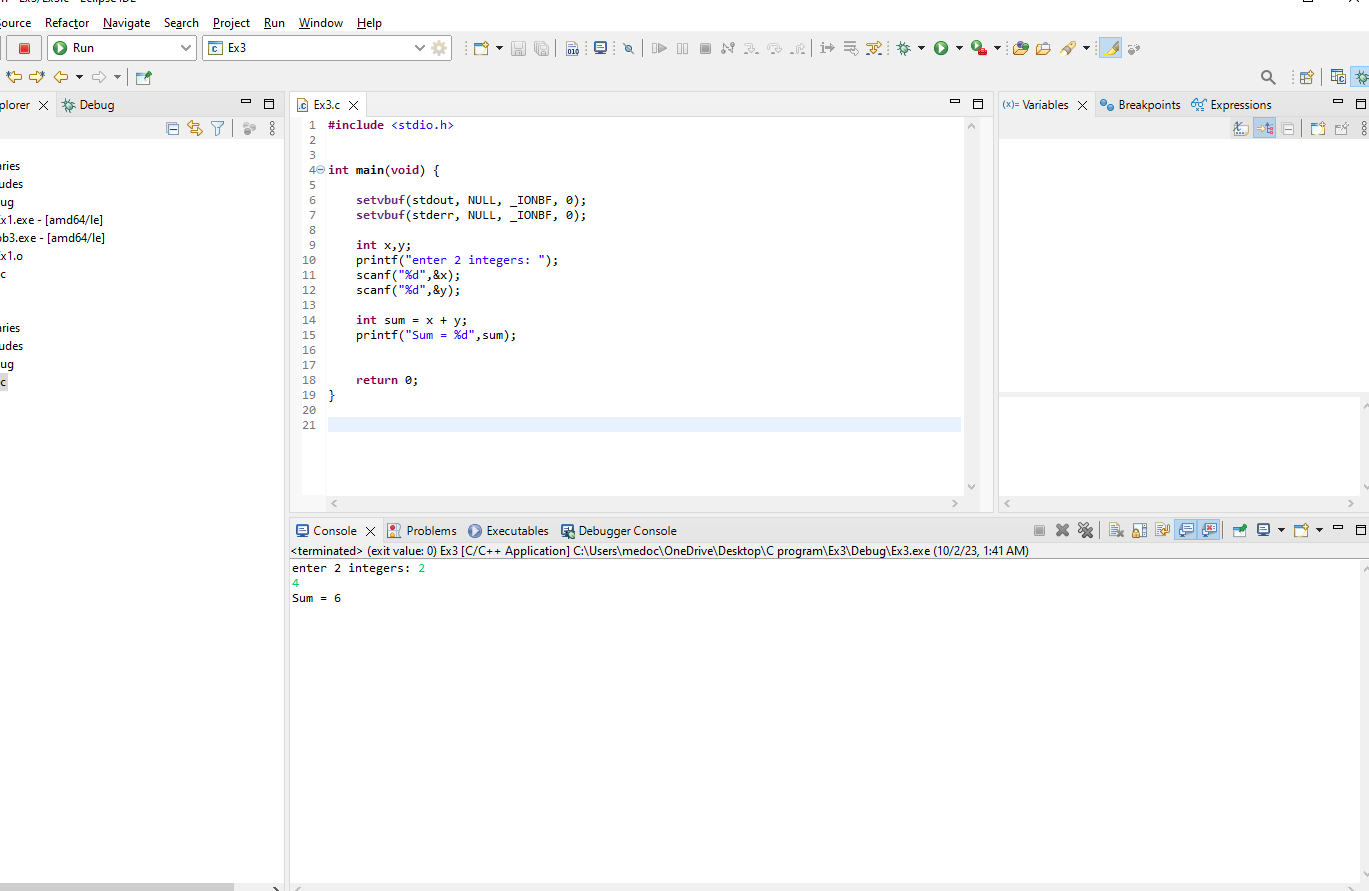 Refactor Navigate Search Project Run Window Help
Run Ex3
Debug
Ex3.c
(x)= Variables Breakpoints Expressions
1 #include <stdio.h>
2
3
4 int main(void) {
5
6 setvbuf(stdout, NULL, _IONBF, 0);
7 setvbuf(stderr, NULL, _IONBF, 0);
8
9 int x,y;
10 printf("enter 2 integers: ");
11 scanf("%d",&x);
12 scanf("%d",&y);
13
14 int sum = x + y;
15 printf("Sum = %d",sum);
16
17
18 return 0;
19 }
20
21
ries
udes
ug
x1.exe - [amd64/le]
ob3.exe - [amd64/le]
x1.o
c
ries
udes
ug
c
Console Problems Executables Debugger Console
<terminated> (exit value: 0) Ex3 [C/C++ Application] C:\Users\medoc\OneDrive\Desktop\C program\Ex3\Debug\Ex3.exe (10/2/23, 1:41 AM)
enter 2 integers: 2
4
Sum = 6